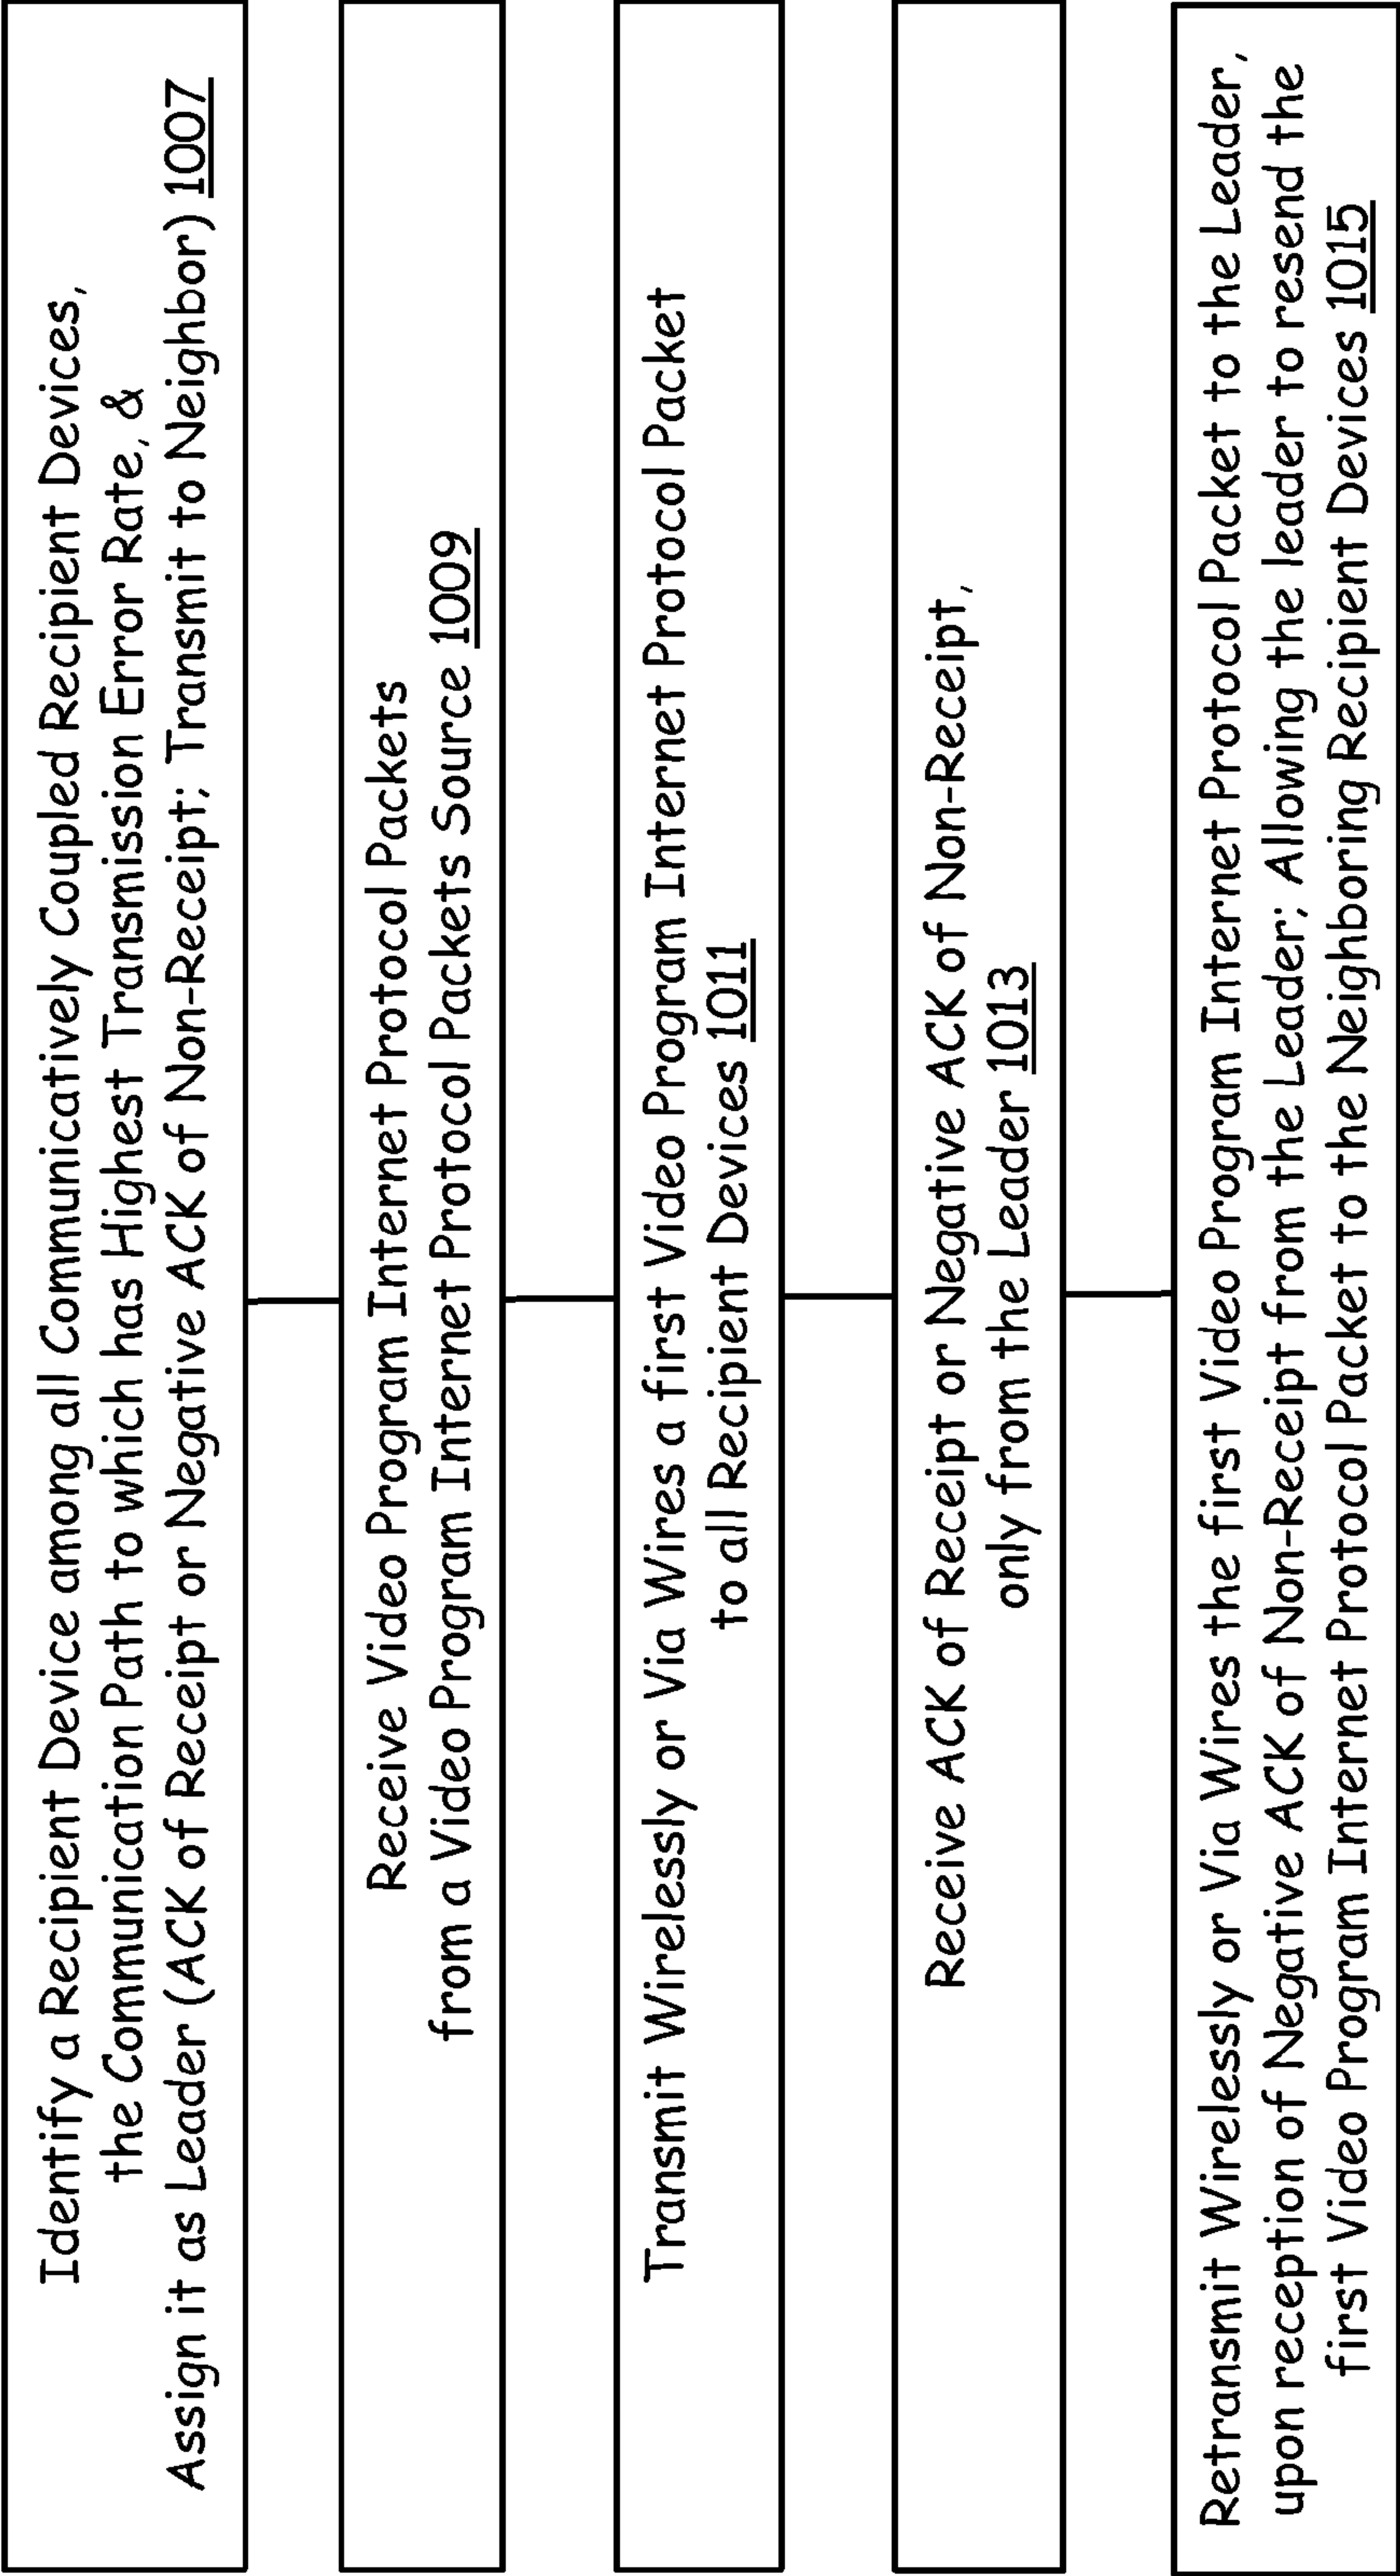 Identify a Recipient Device among all Communicatively Coupled Recipient Devices,
the Communication Path to which has Highest Transmission Error Rate, &
Assign it as Leader (ACK of Receipt or Negative ACK of Non-Receipt; Transmit to Neighbor) 1007
Receive Video Program Internet Protocol Packets
from a Video Program Internet Protocol Packets Source 1009
Transmit Wirelessly or Via Wires a first Video Program Internet Protocol Packet
to all Recipient Devices 1011
Receive ACK of Receipt or Negative ACK of Non-Receipt,
only from the Leader 1013
Retransmit Wirelessly or Via Wires the first Video Program Internet Protocol Packet to the Leader,
upon reception of Negative ACK of Non-Receipt from the Leader; Allowing the leader to resend the
first Video Program Internet Protocol Packet to the Neighboring Recipient Devices 1015